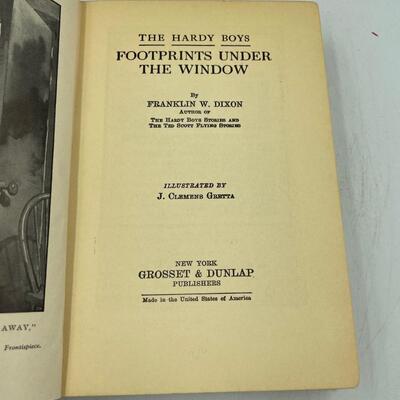 THE HARDY BOYS
FOOTPRINTS UNDER
THE WINDOW
By
FRANKLIN W. DIXON
AUTHOR OF
THE HARDY BOYS STORIES AND
THE TED SCOTT FLYING STORIES
ILLUSTRATED BY
J. CLEMENS GRETTA
NEW YORK
GROSSET & DUNLAP
PUBLISHERS
Made in the United States of America
AWAY,"
Frontispiece.